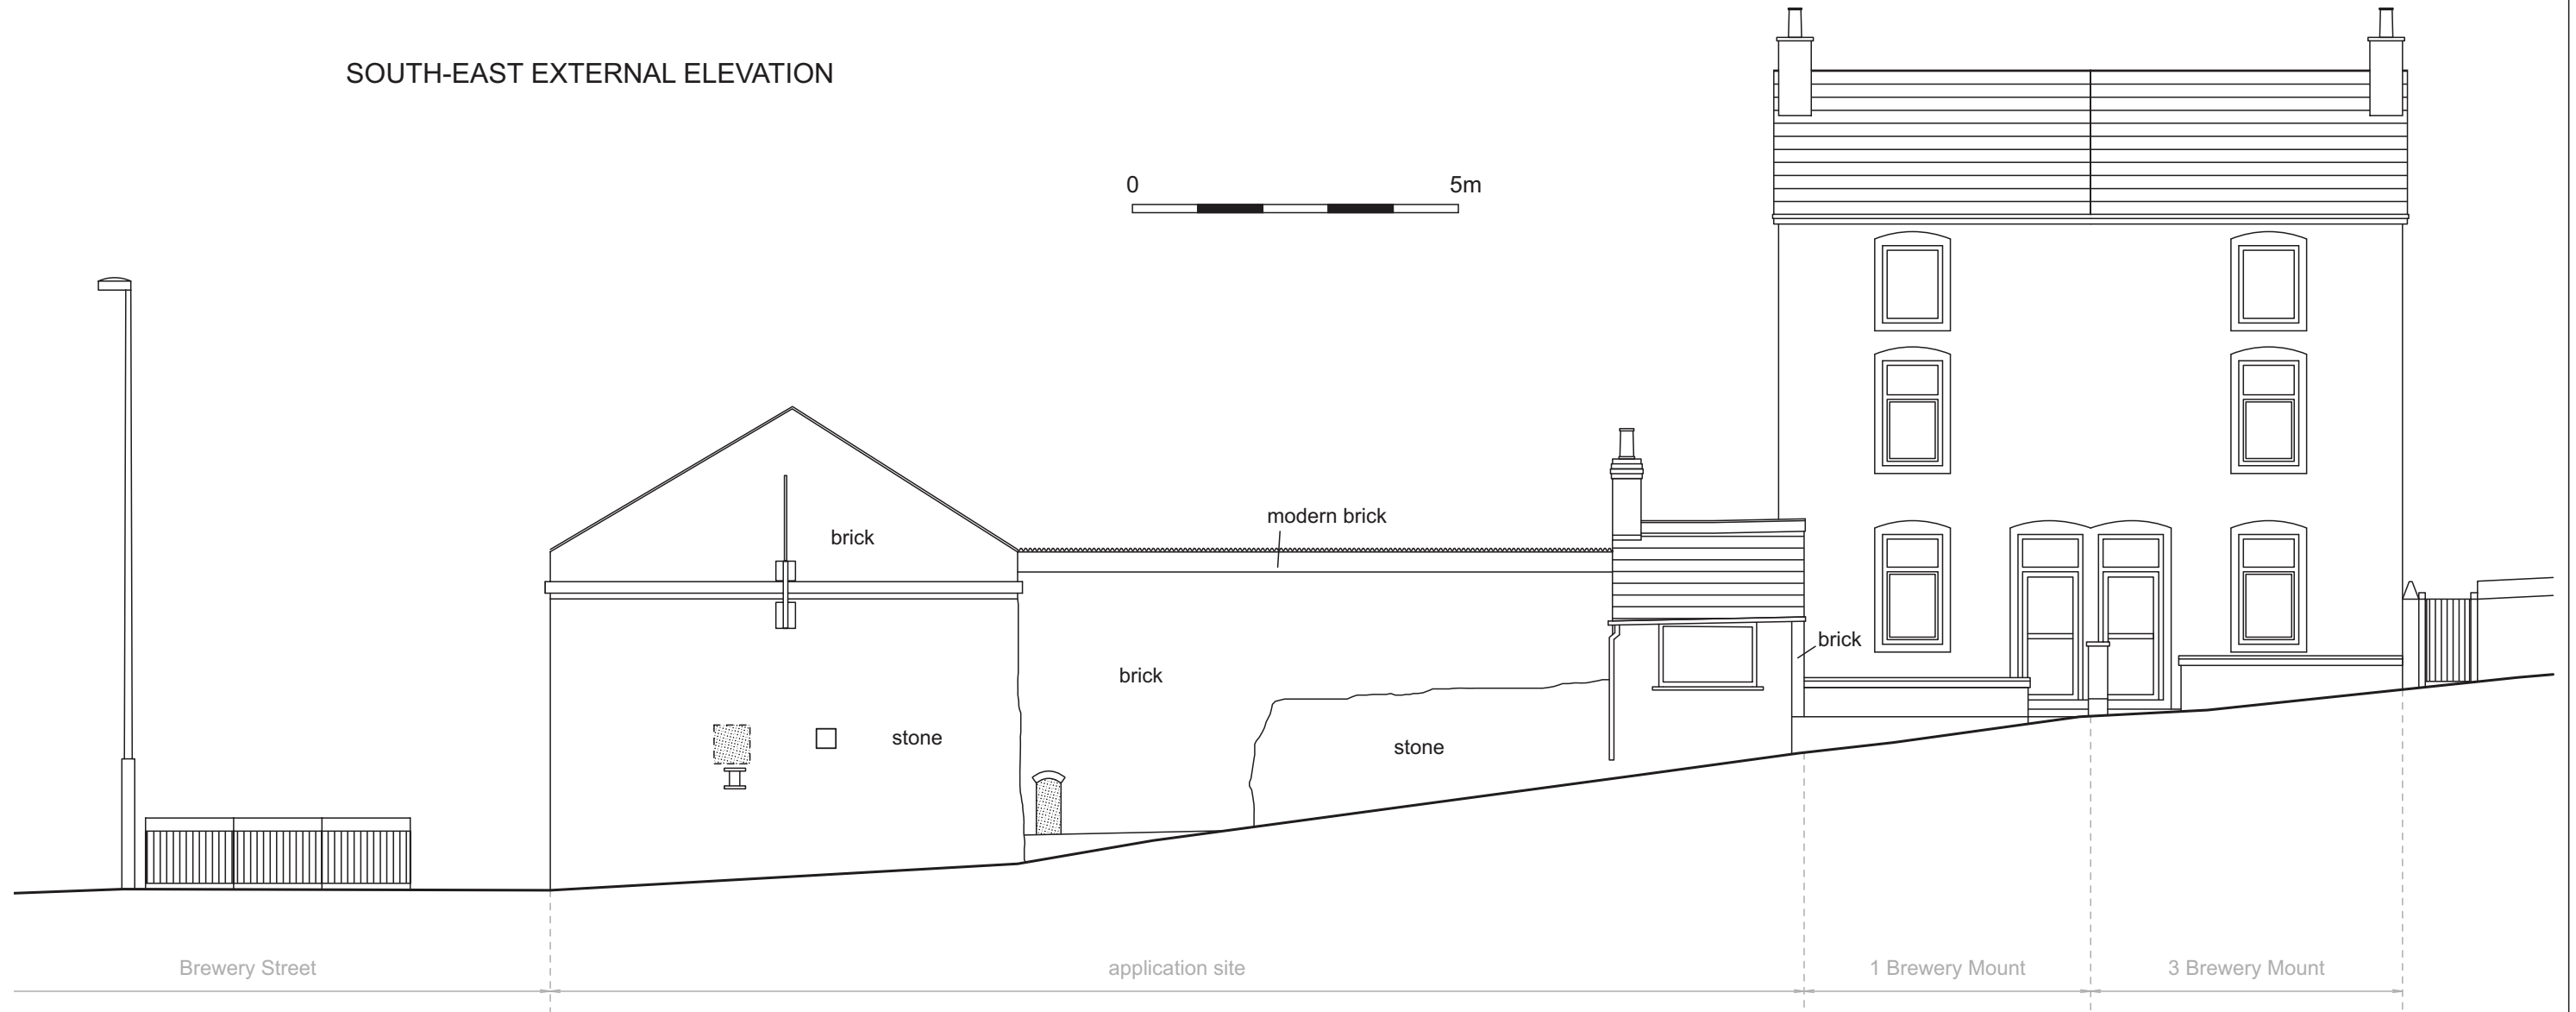 SOUTH-EAST EXTERNAL ELEVATION
0 5m
modern brick
brick
brick
brick
stone
stone
Brewery Street
application site
1 Brewery Mount
3 Brewery Mount